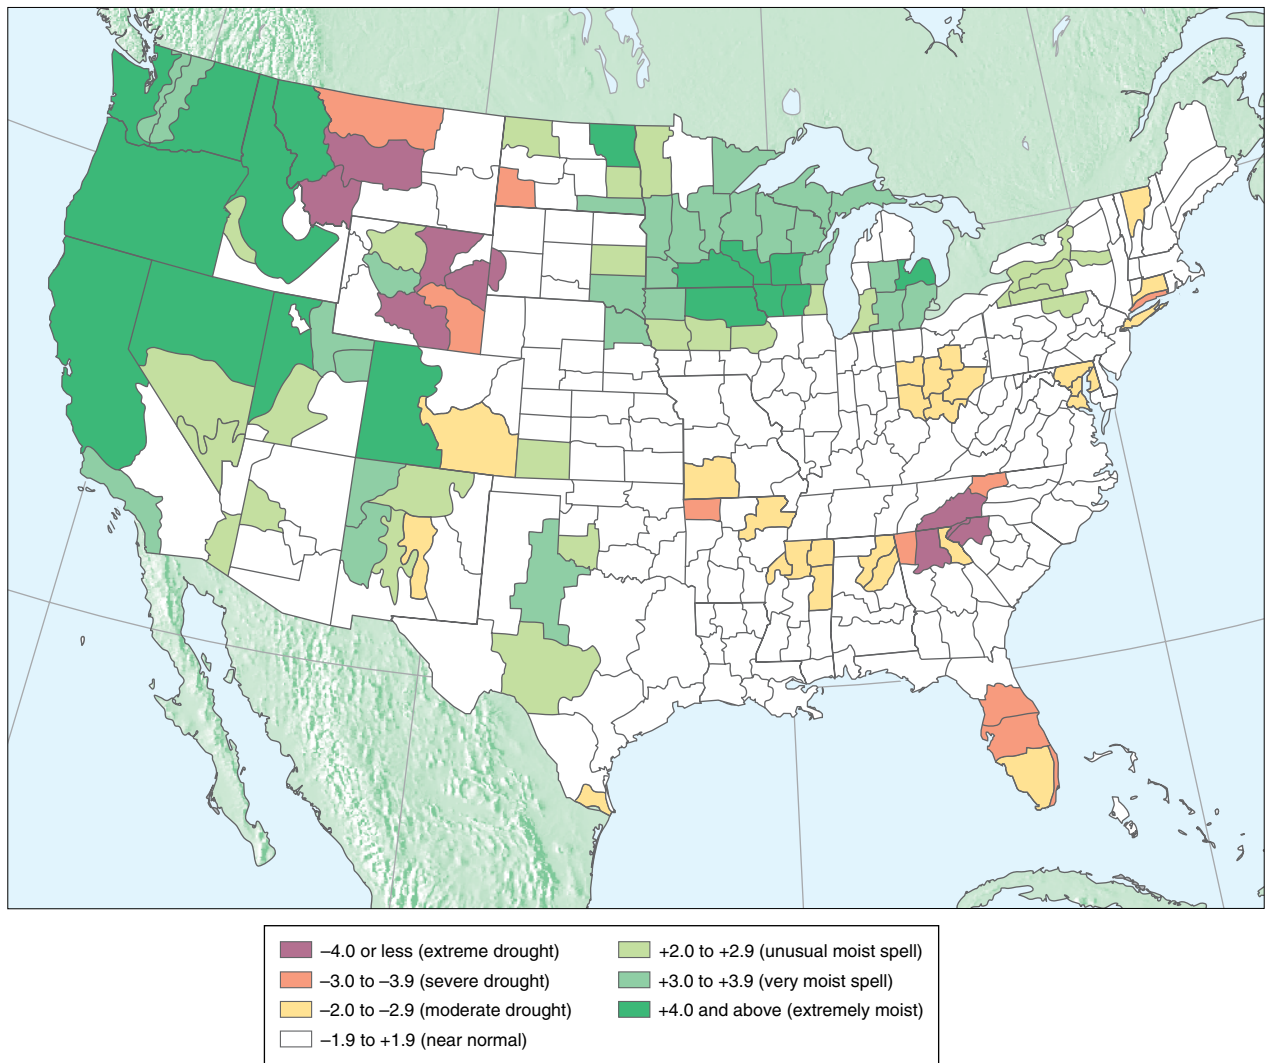 –4.0 or less (extreme drought)
–3.0 to –3.9 (severe drought)
–2.0 to –2.9 (moderate drought)
–1.9 to +1.9 (near normal)
+2.0 to +2.9 (unusual moist spell)
+3.0 to +3.9 (very moist spell)
+4.0 and above (extremely moist)